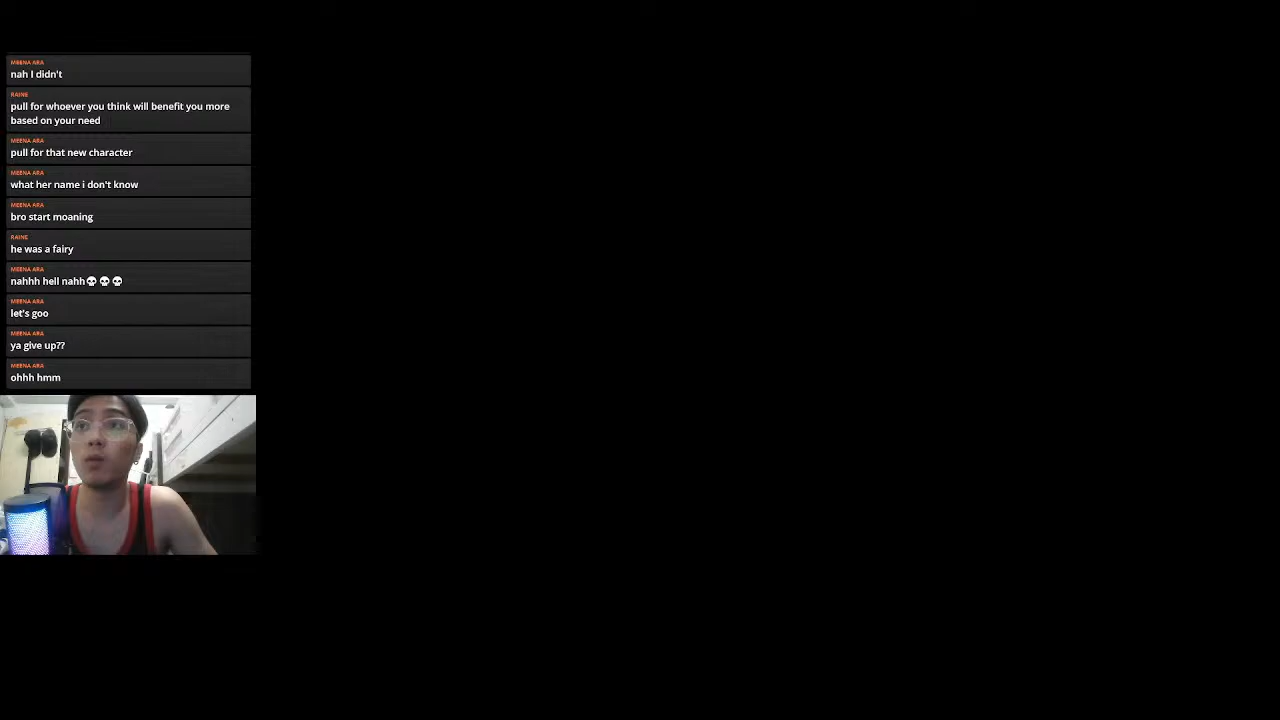 MEENA ARA
nah I didn't
RAINE
pull for whoever you think will benefit you more
based on your need
MEENA ARA
pull for that new character
MEENA ARA
what her name i don't know
MEENA ARA
bro start moaning
RAINE
he was a fairy
MEENA ARA
nahhh hell nahh💀💀💀
MEENA ARA
let's goo
MEENA ARA
ya give up??
MEENA ARA
ohhh hmm